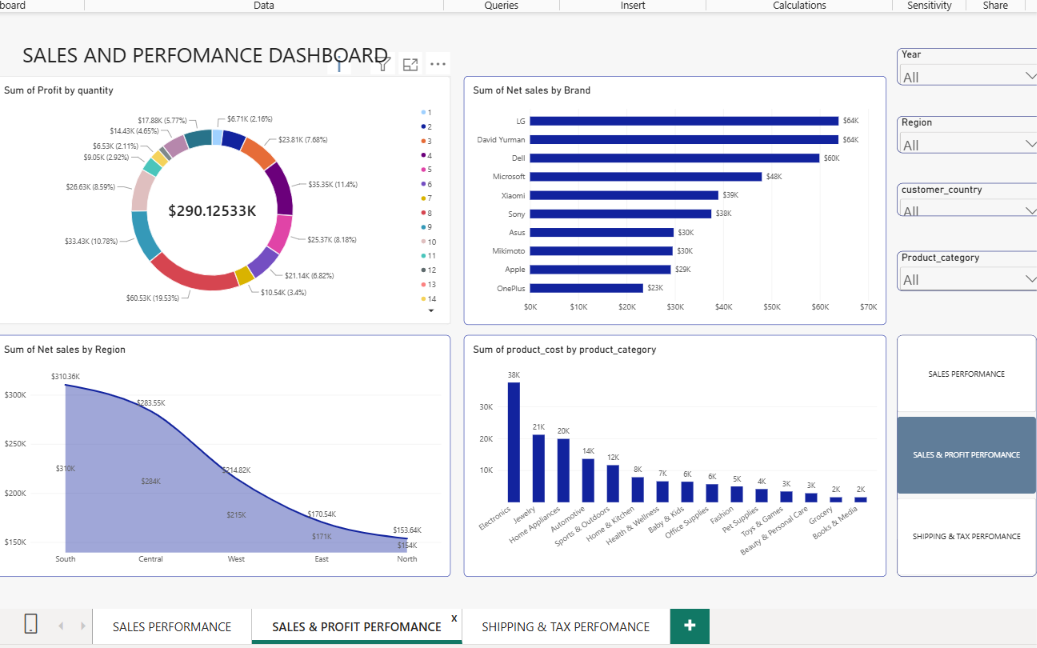 board
Data
Queries
Insert
Calculations
Sensitivity
Share
SALES AND PERFOMANCE DASHBOARD
Sum of Profit by quantity
$17.88K (5.77%)
$6.71K (2.16%)
$14.43K (4.65%)
$23.81K (7.68%)
$6.53K (2.11%)
$9.05K (2.92%)
$35.35K (11.4%)
$26.63K (8.59%)
$290.12533K
$33.43K (10.78%)
$25.37K (8.18%)
$21.14K (6.82%)
$60.53K (19.53%)
$10.54K (3.4%)
1
2
3
4
5
6
7
8
9
10
11
12
13
14
Sum of Net sales by Brand
LG $64K
David Yurman $64K
Dell $60K
Microsoft $48K
Xiaomi $39K
Sony $38K
Asus $30K
Mikimoto $30K
Apple $29K
OnePlus $23K
$0K $10K $20K $30K $40K $50K $60K $70K
Year
All
Region
All
customer_country
All
Product_category
All
Sum of Net sales by Region
$310.36K
$300K
$283.55K
$250K
$214.82K
$310K
$284K
$200K
$215K
$170.54K
$171K
$153.64K
$150K
$154K
South Central West East North
Sum of product_cost by product_category
38K
30K
21K
20K
20K
14K
12K
10K
8K
7K
6K
6K
5K
4K
3K
3K
2K
2K
Electronics
Jewelry
Home Appliances
Automotive
Sports & Outdoors
Home & Kitchen
Health & Wellness
Baby & Kids
Office Supplies
Fashion
Pet Supplies
Toys & Games
Beauty & Personal Care
Grocery
Books & Media
SALES PERFORMANCE
SALES & PROFIT PERFOMANCE
SHIPPING & TAX PERFOMANCE
SALES PERFORMANCE
SALES & PROFIT PERFOMANCE
x
SHIPPING & TAX PERFOMANCE
+